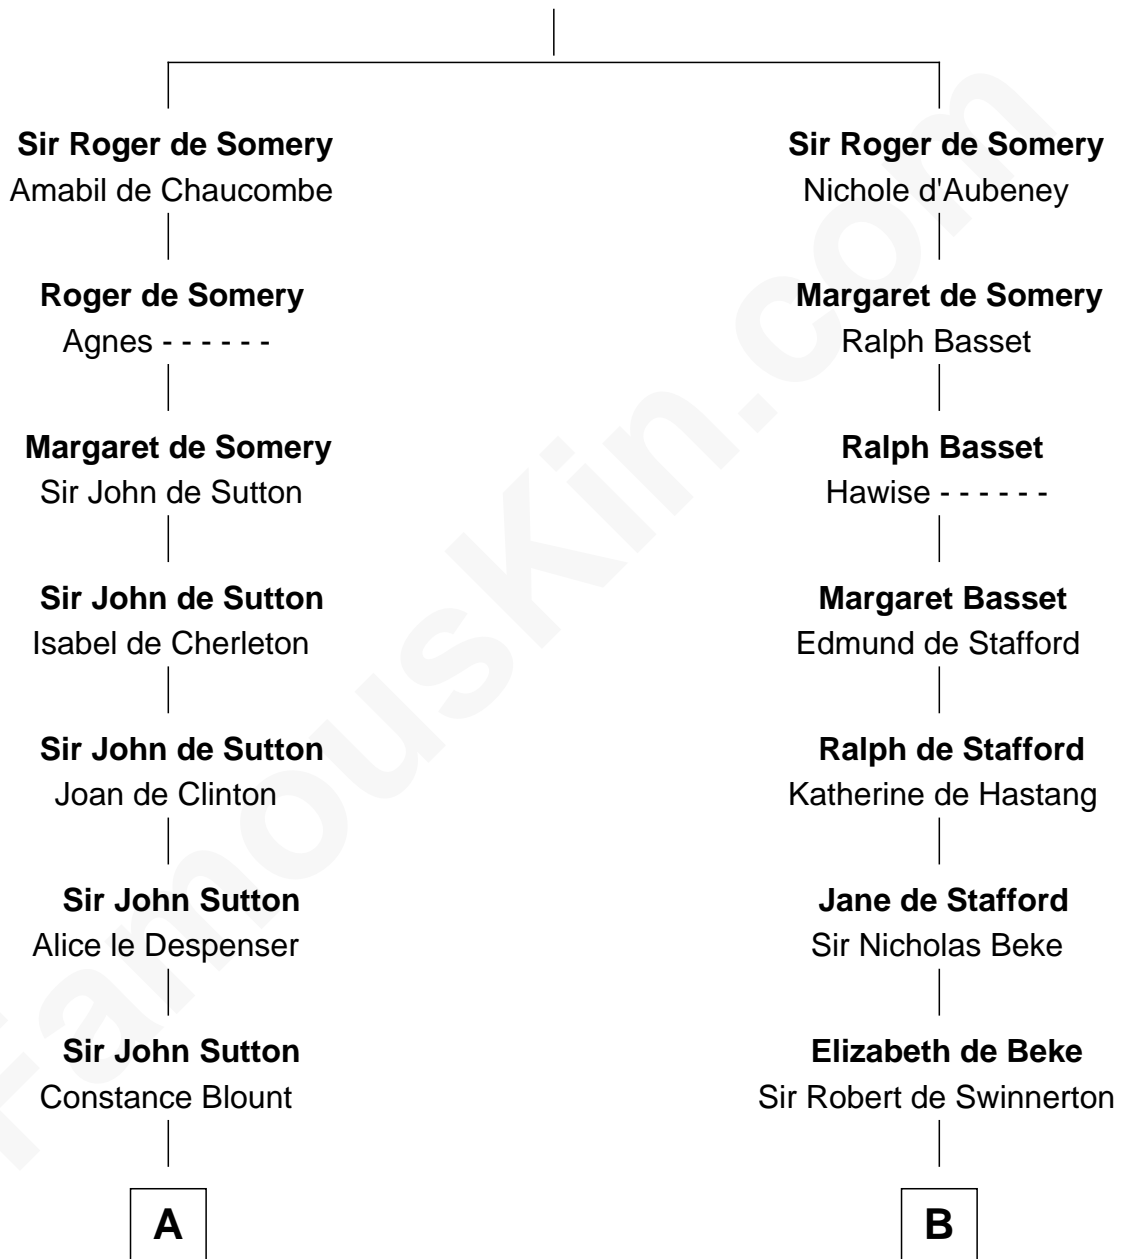 Sir Roger de Somery
Amabil de Chaucombe
Roger de Somery
Agnes - - - - - -
Margaret de Somery
Sir John de Sutton
Sir John de Sutton
Isabel de Cherleton
Sir John de Sutton
Joan de Clinton
Sir John Sutton
Alice le Despenser
Sir John Sutton
Constance Blount
A
Sir Roger de Somery
Nichole d'Aubeney
Margaret de Somery
Ralph Basset
Ralph Basset
Hawise - - - - - -
Margaret Basset
Edmund de Stafford
Ralph de Stafford
Katherine de Hastang
Jane de Stafford
Sir Nicholas Beke
Elizabeth de Beke
Sir Robert de Swinnerton
B
FamousKin.com